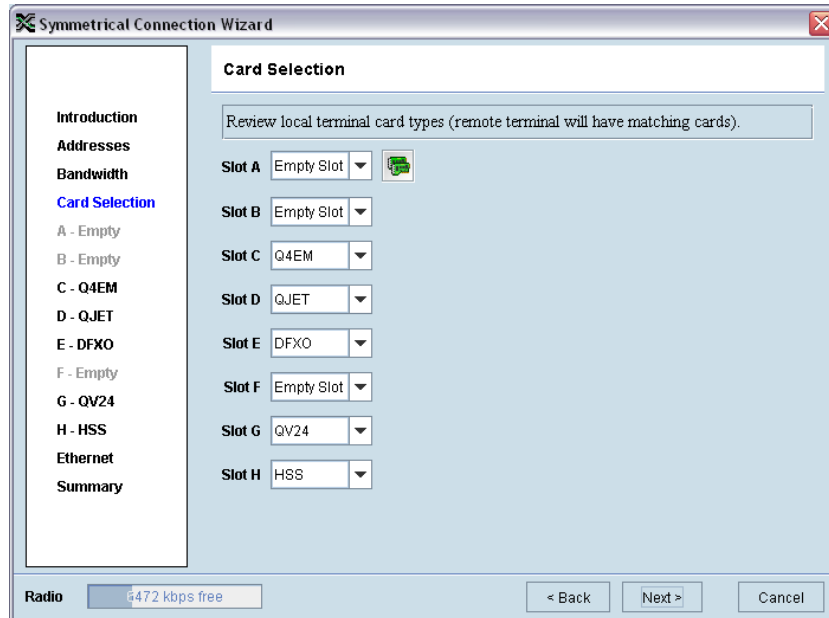 Symmetrical Connection Wizard
Card Selection
Introduction
Addresses
Bandwidth
Card Selection
A - Empty
B - Empty
C - Q4EM
D - QJET
E - DFXO
F - Empty
G - QV24
H - HSS
Ethernet
Summary
Review local terminal card types (remote terminal will have matching cards).
Slot A Empty Slot
Slot B Empty Slot
Slot C Q4EM
Slot D QJET
Slot E DFXO
Slot F Empty Slot
Slot G QV24
Slot H HSS
Radio kbps free < Back Next > Cancel